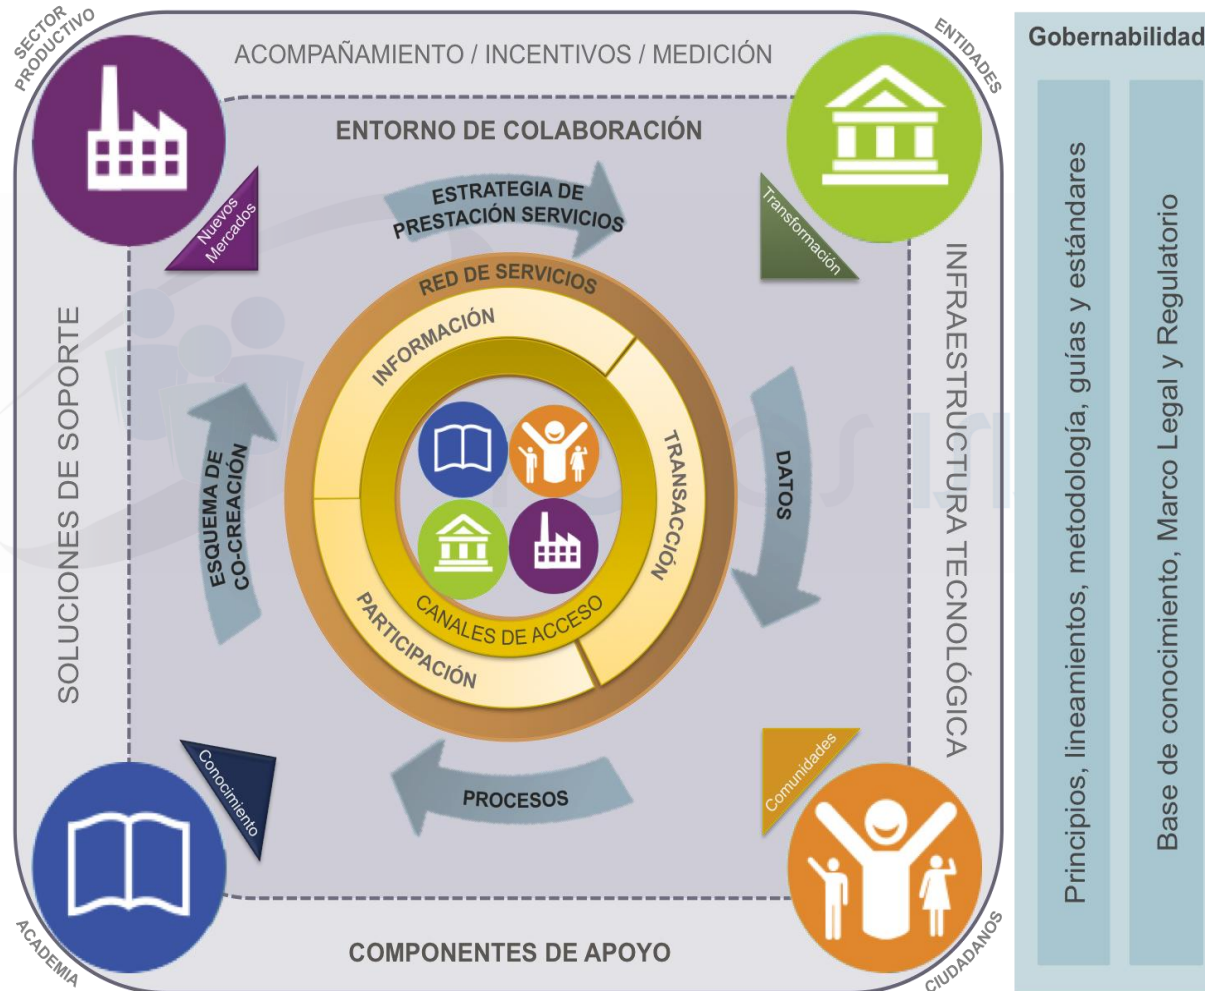 SECTOR
PRODUCTIVO
ACOMPAÑAMIENTO / INCENTIVOS / MEDICIÓN
ENTIDADES
Gobernabilidad
ENTORNO DE COLABORACIÓN
ESTRATEGIA DE
PRESTACIÓN SERVICIOS
Nuevos
Mercados
Transformación
RED DE SERVICIOS
INFORMACIÓN
TRANSACCIÓN
PARTICIPACIÓN
CANALES DE ACCESO
SOLUCIONES DE SOPORTE
ESQUEMA DE
CO-CREACIÓN
DATOS
INFRAESTRUCTURA TECNOLÓGICA
Principios, lineamientos, metodología, guías y estándares
Base de conocimiento, Marco Legal y Regulatorio
Conocimiento
PROCESOS
Comunidades
COMPONENTES DE APOYO
ACADEMIA
CIUDADANOS